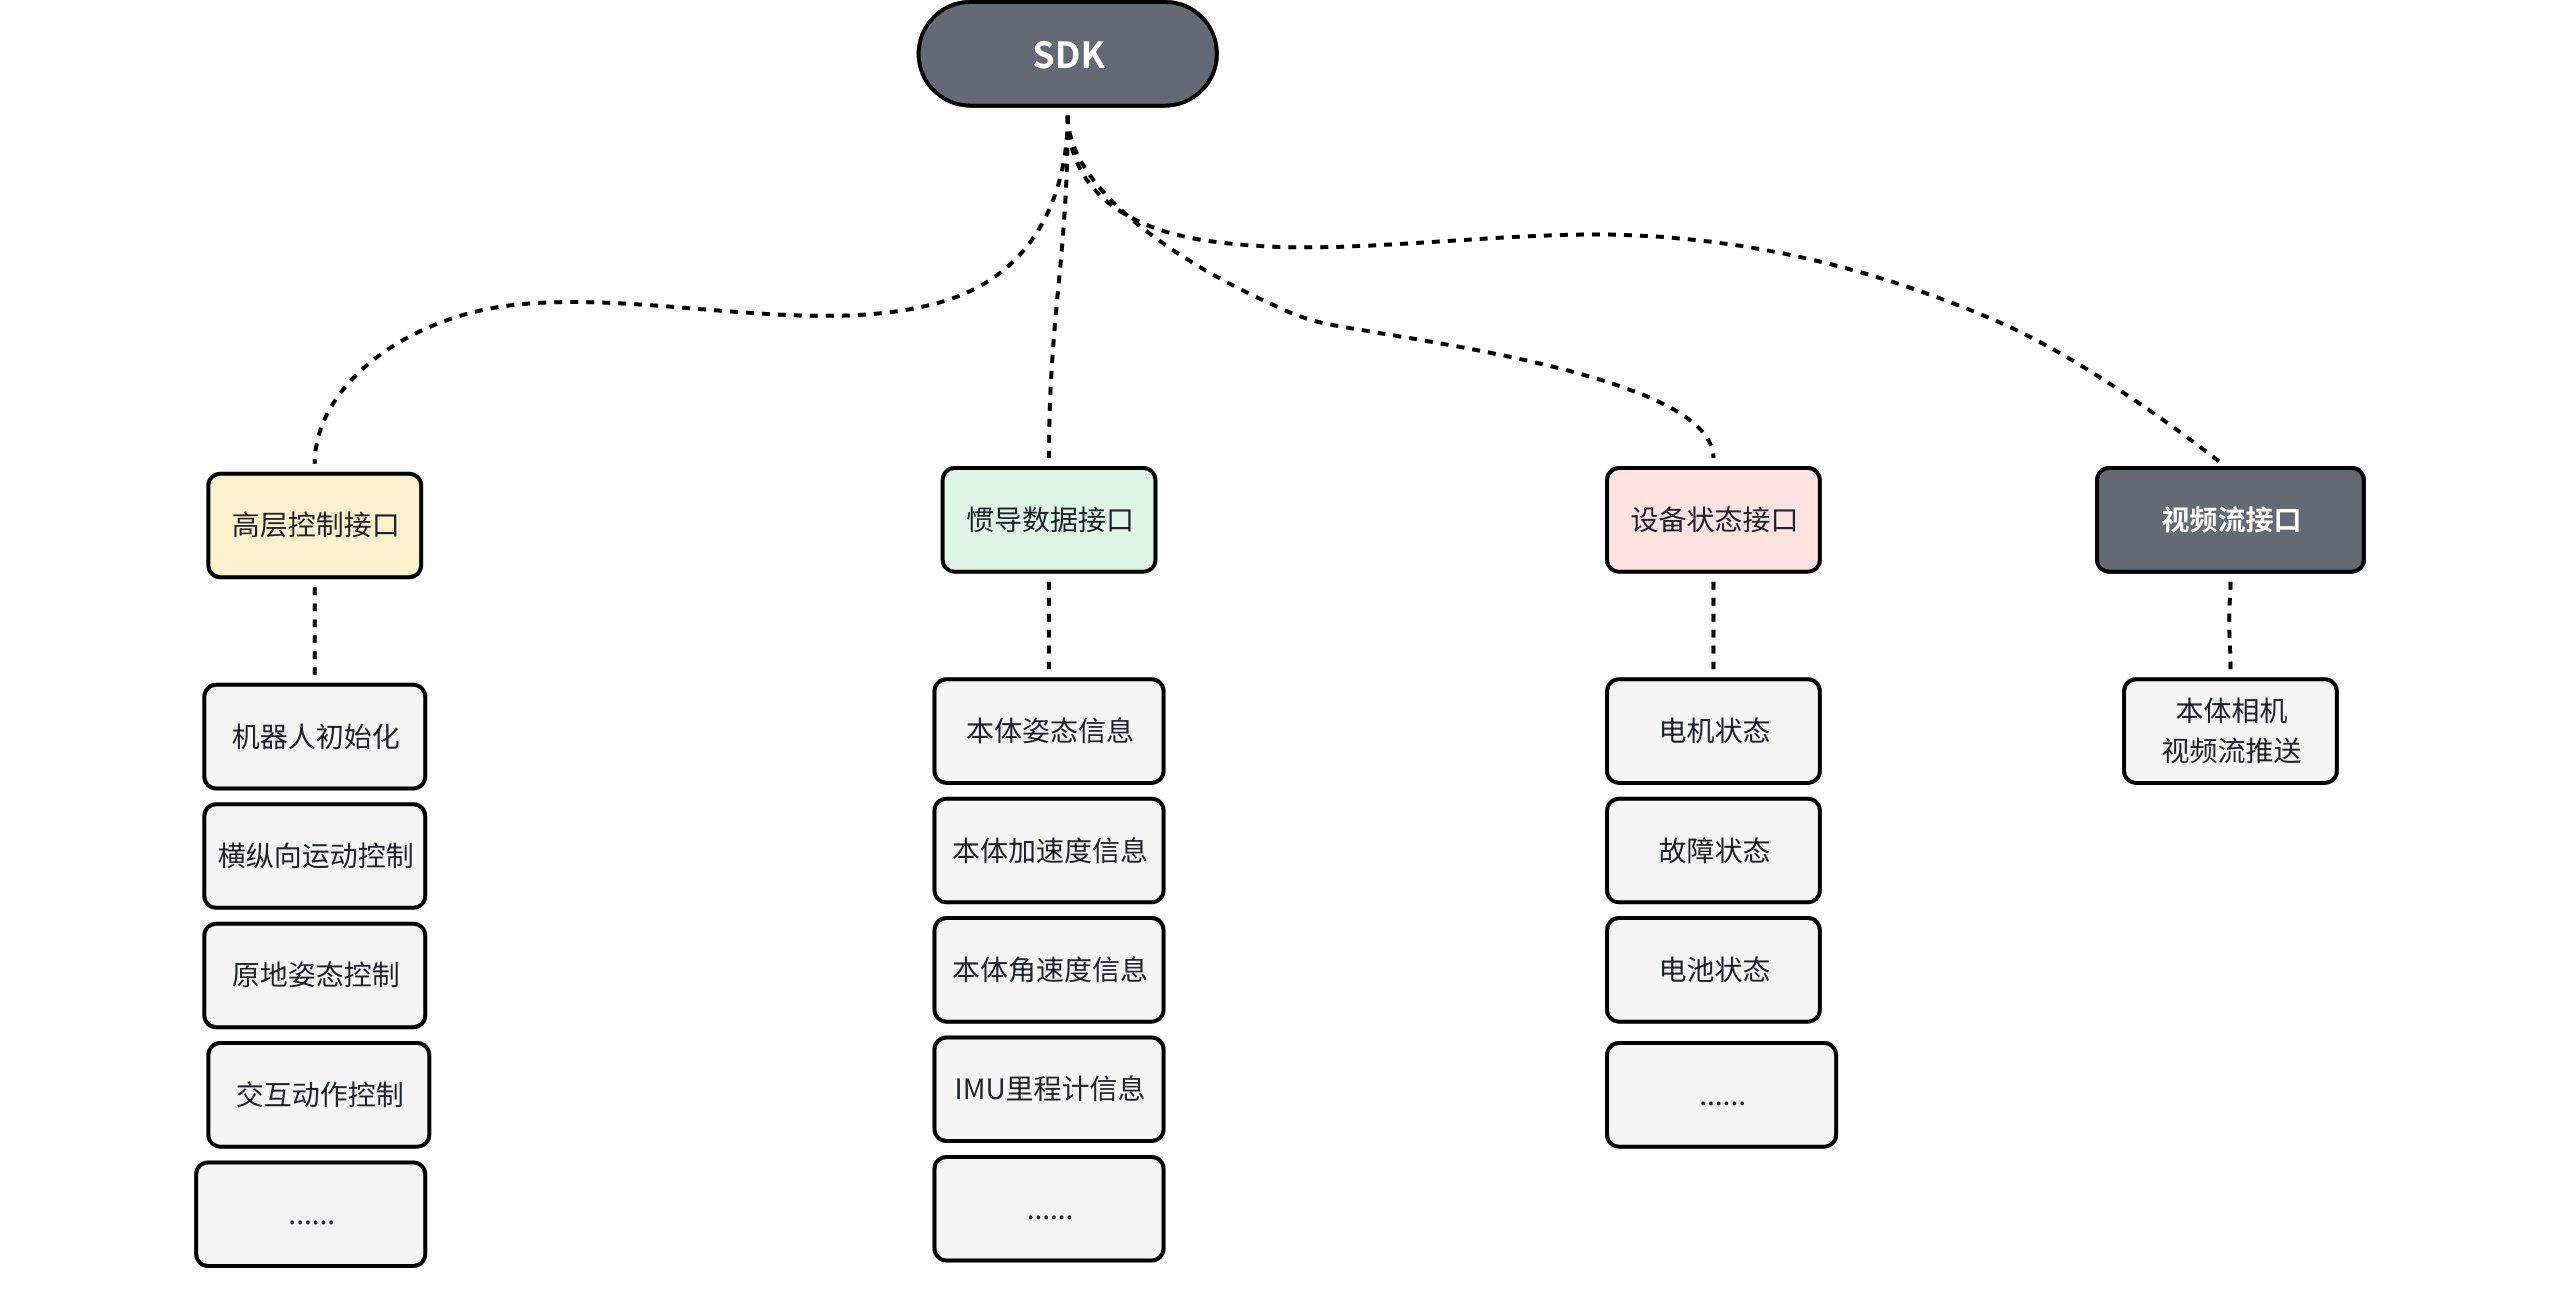 SDK
高层控制接口
惯导数据接口
设备状态接口
视频流接口
机器人初始化
横纵向运动控制
原地姿态控制
交互动作控制
......
本体姿态信息
本体加速度信息
本体角速度信息
IMU里程计信息
......
电机状态
故障状态
电池状态
......
本体相机
视频流推送